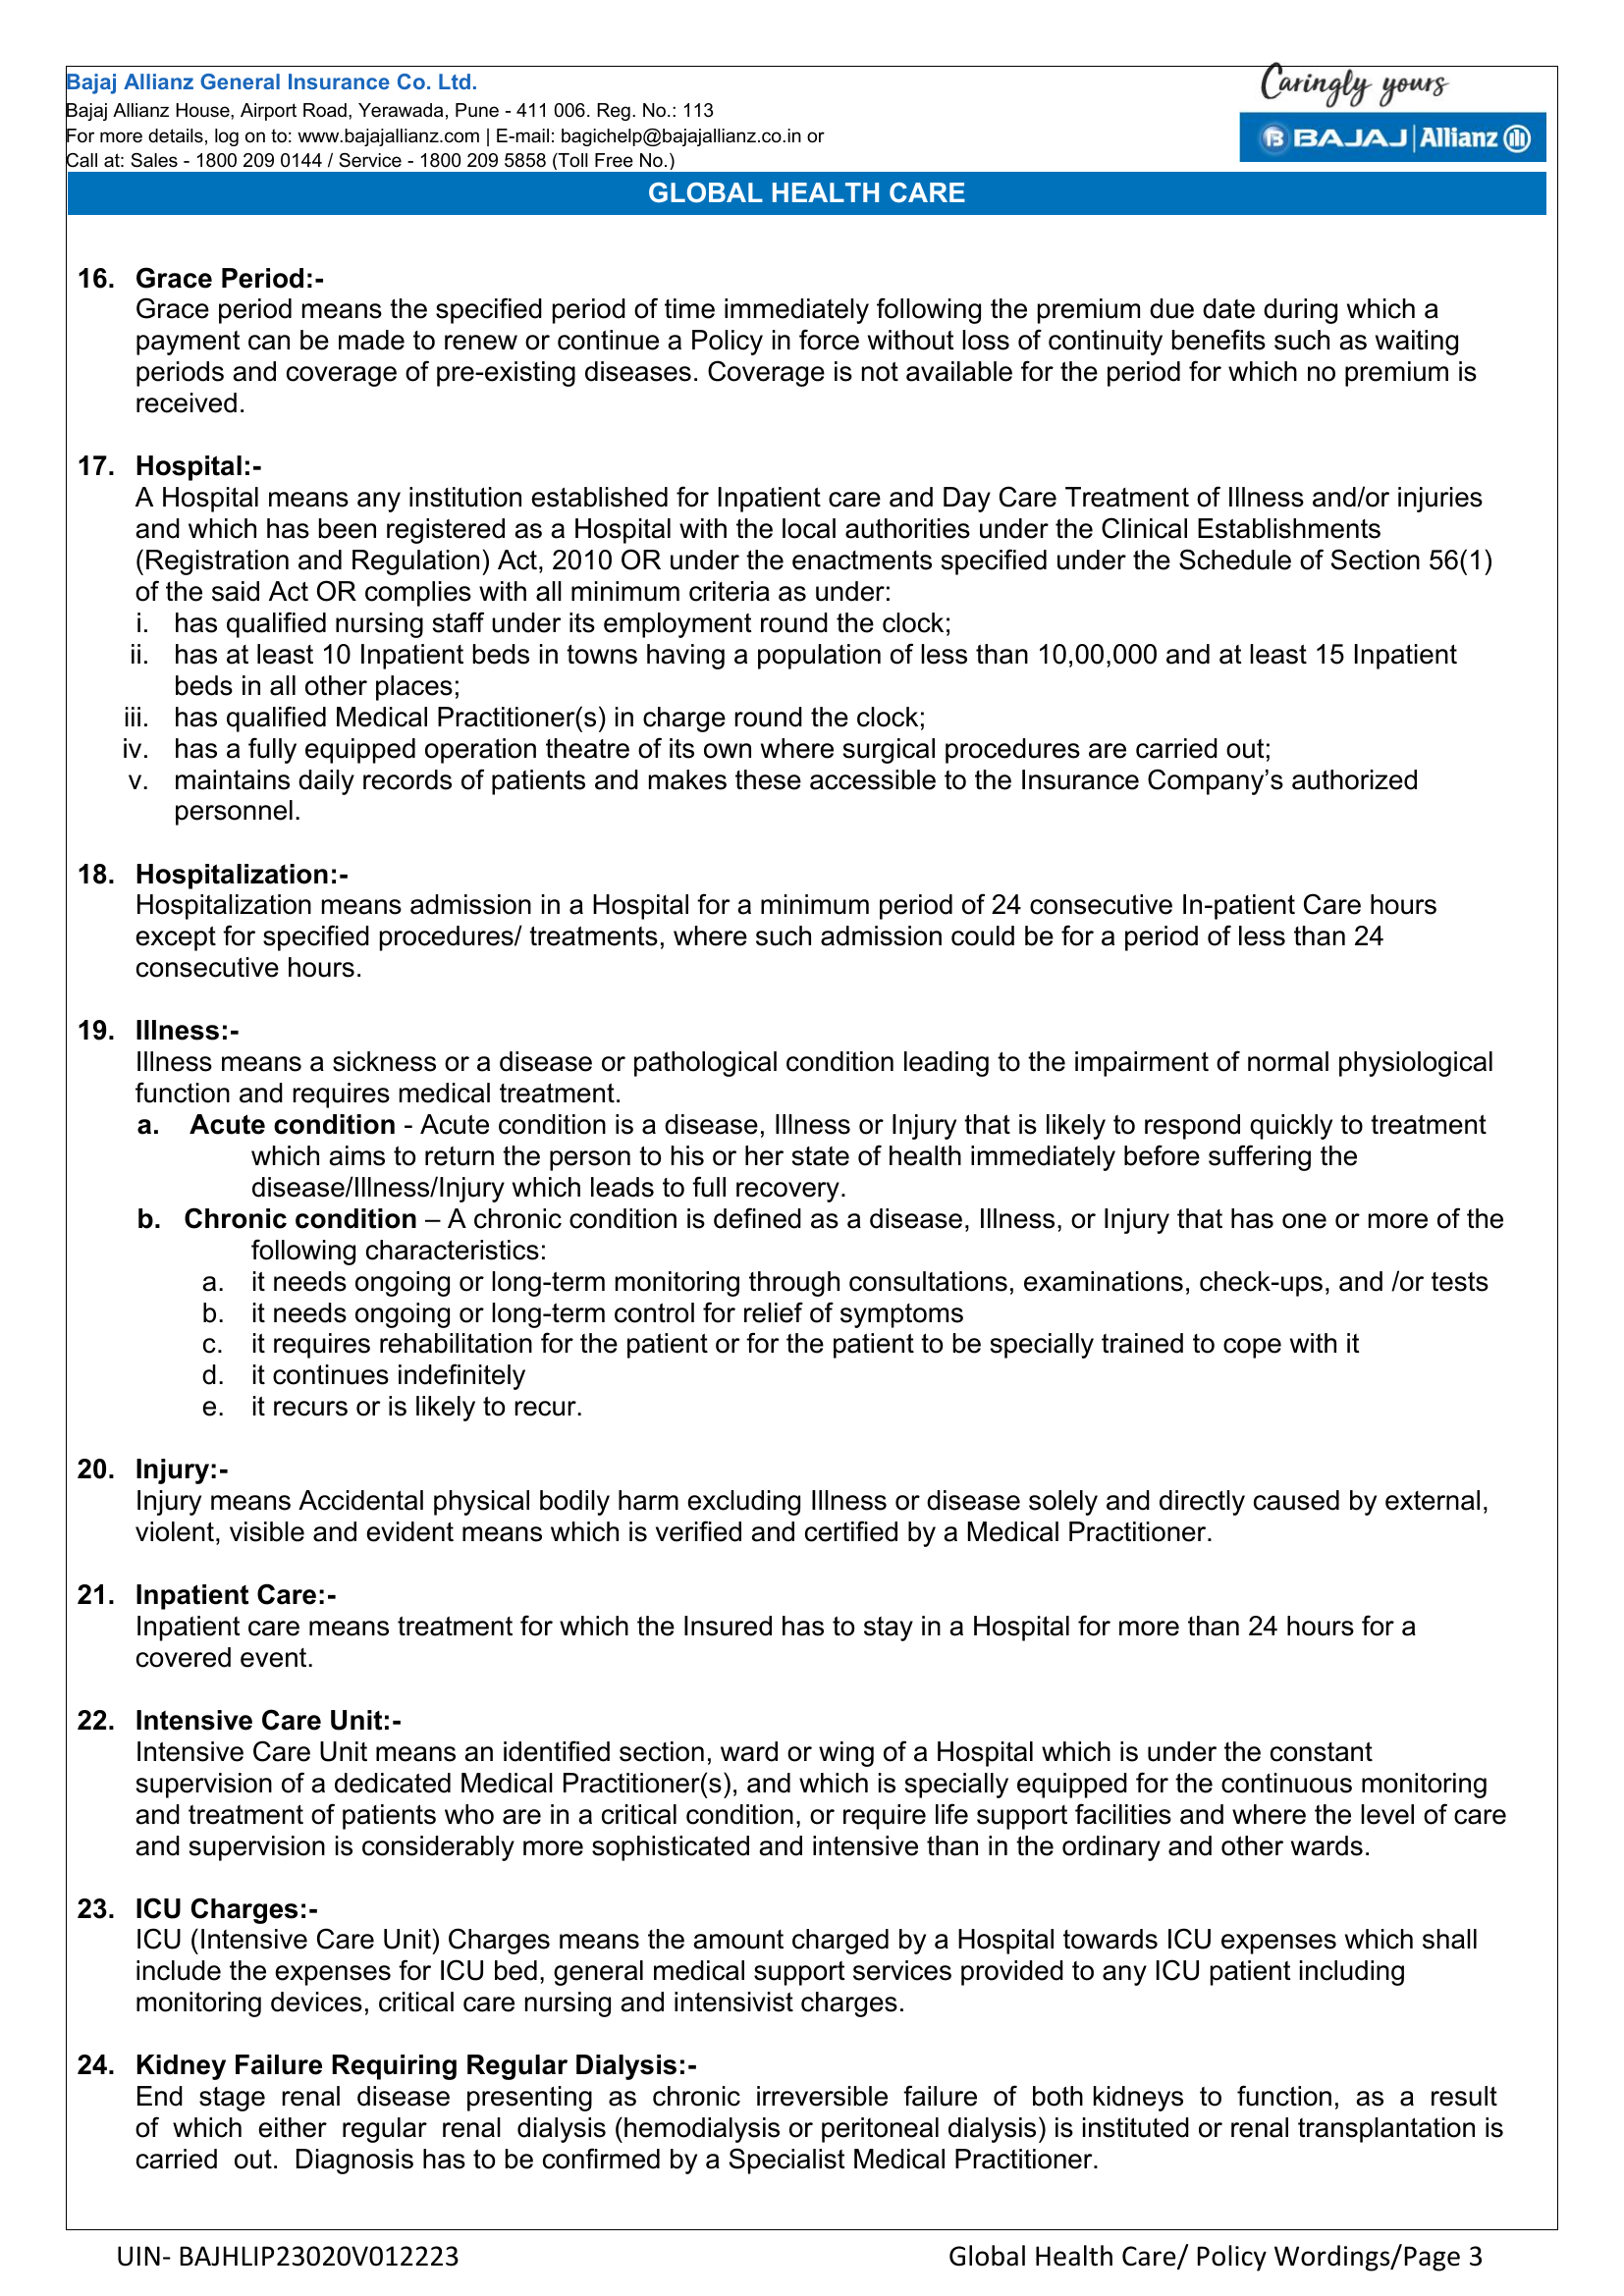 Bajaj Allianz General Insurance Co. Ltd.
Bajaj Allianz House, Airport Road, Yerawada, Pune - 411 006. Reg. No.: 113
For more details, log on to: www.bajajallianz.com | E-mail: bagichelp@bajajallianz.co.in or
Call at: Sales - 1800 209 0144 / Service - 1800 209 5858 (Toll Free No.)
Caringly yours
B BAJAJ | Allianz
GLOBAL HEALTH CARE
16. Grace Period:-
Grace period means the specified period of time immediately following the premium due date during which a
payment can be made to renew or continue a Policy in force without loss of continuity benefits such as waiting
periods and coverage of pre-existing diseases. Coverage is not available for the period for which no premium is
received.
17. Hospital:-
A Hospital means any institution established for Inpatient care and Day Care Treatment of Illness and/or injuries
and which has been registered as a Hospital with the local authorities under the Clinical Establishments
(Registration and Regulation) Act, 2010 OR under the enactments specified under the Schedule of Section 56(1)
of the said Act OR complies with all minimum criteria as under:
i. has qualified nursing staff under its employment round the clock;
ii. has at least 10 Inpatient beds in towns having a population of less than 10,00,000 and at least 15 Inpatient
beds in all other places;
iii. has qualified Medical Practitioner(s) in charge round the clock;
iv. has a fully equipped operation theatre of its own where surgical procedures are carried out;
v. maintains daily records of patients and makes these accessible to the Insurance Company’s authorized
personnel.
18. Hospitalization:-
Hospitalization means admission in a Hospital for a minimum period of 24 consecutive In-patient Care hours
except for specified procedures/ treatments, where such admission could be for a period of less than 24
consecutive hours.
19. Illness:-
Illness means a sickness or a disease or pathological condition leading to the impairment of normal physiological
function and requires medical treatment.
a. Acute condition - Acute condition is a disease, Illness or Injury that is likely to respond quickly to treatment
which aims to return the person to his or her state of health immediately before suffering the
disease/Illness/Injury which leads to full recovery.
b. Chronic condition – A chronic condition is defined as a disease, Illness, or Injury that has one or more of the
following characteristics:
a. it needs ongoing or long-term monitoring through consultations, examinations, check-ups, and /or tests
b. it needs ongoing or long-term control for relief of symptoms
c. it requires rehabilitation for the patient or for the patient to be specially trained to cope with it
d. it continues indefinitely
e. it recurs or is likely to recur.
20. Injury:-
Injury means Accidental physical bodily harm excluding Illness or disease solely and directly caused by external,
violent, visible and evident means which is verified and certified by a Medical Practitioner.
21. Inpatient Care:-
Inpatient care means treatment for which the Insured has to stay in a Hospital for more than 24 hours for a
covered event.
22. Intensive Care Unit:-
Intensive Care Unit means an identified section, ward or wing of a Hospital which is under the constant
supervision of a dedicated Medical Practitioner(s), and which is specially equipped for the continuous monitoring
and treatment of patients who are in a critical condition, or require life support facilities and where the level of care
and supervision is considerably more sophisticated and intensive than in the ordinary and other wards.
23. ICU Charges:-
ICU (Intensive Care Unit) Charges means the amount charged by a Hospital towards ICU expenses which shall
include the expenses for ICU bed, general medical support services provided to any ICU patient including
monitoring devices, critical care nursing and intensivist charges.
24. Kidney Failure Requiring Regular Dialysis:-
End stage renal disease presenting as chronic irreversible failure of both kidneys to function, as a result
of which either regular renal dialysis (hemodialysis or peritoneal dialysis) is instituted or renal transplantation is
carried out. Diagnosis has to be confirmed by a Specialist Medical Practitioner.
UIN- BAJHLIP23020V012223
Global Health Care/ Policy Wordings/Page 3